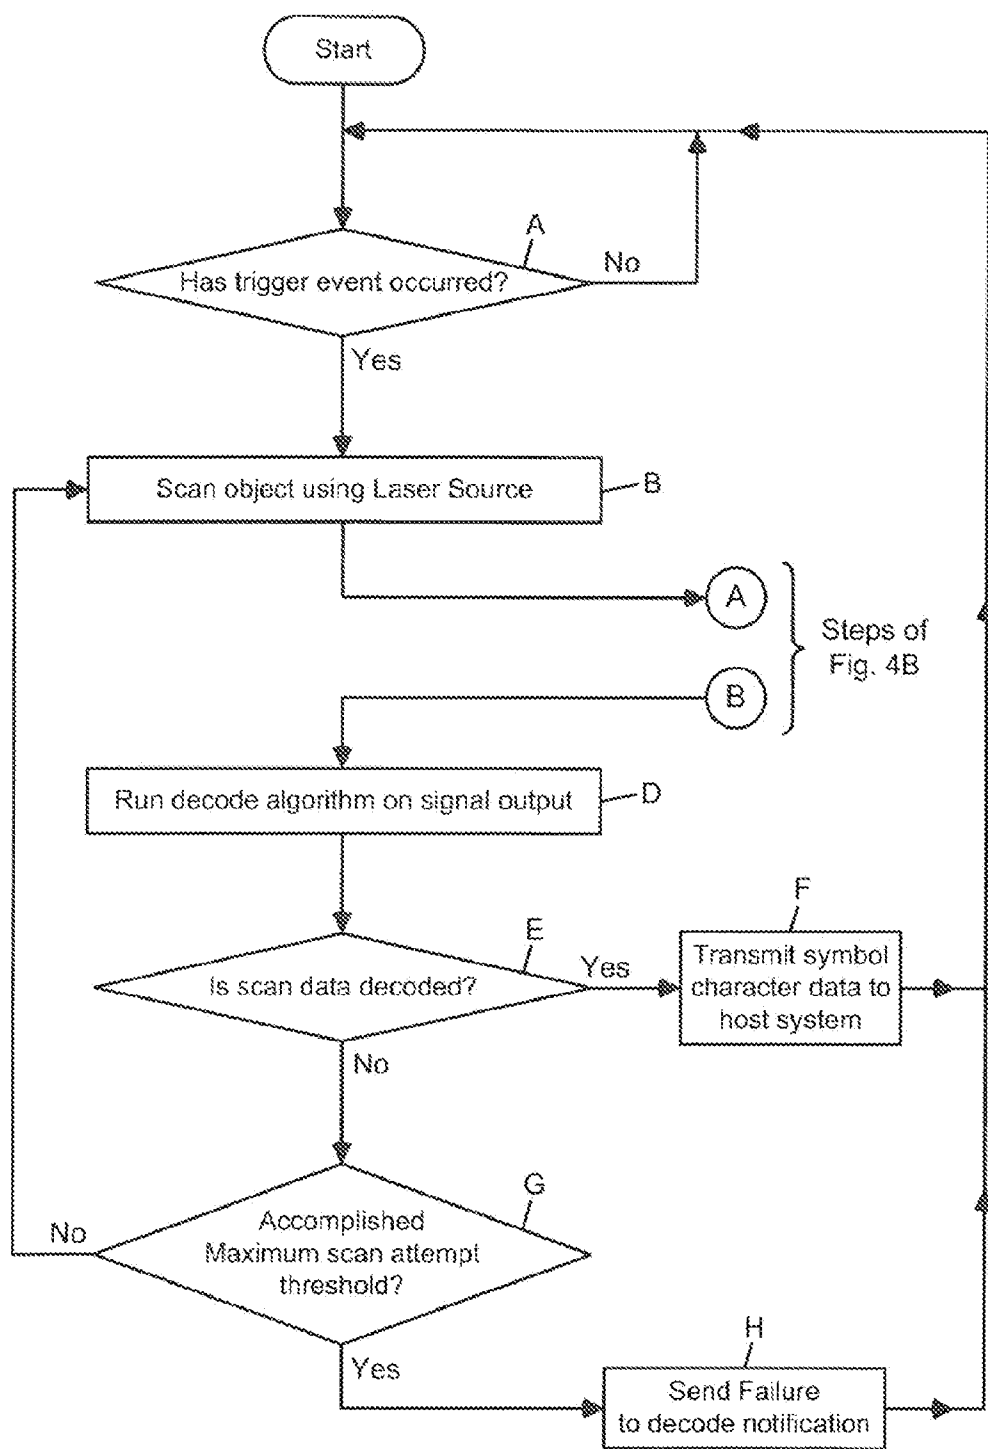 Start
A
Has trigger event occurred?
No
Yes
Scan object using Laser Source
B
A
Steps of
Fig. 4B
B
Run decode algorithm on signal output
D
E
Is scan data decoded?
Yes
F
Transmit symbol
character data to
host system
No
G
Accomplished
Maximum scan attempt
threshold?
No
Yes
H
Send Failure
to decode notification